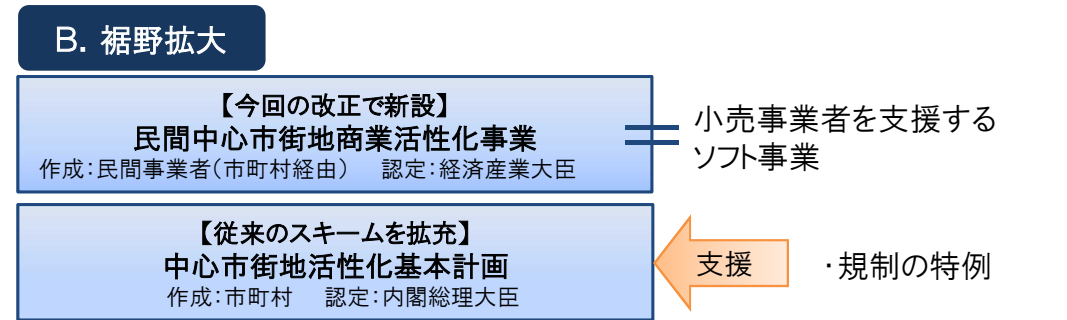 B. 裾野拡大
【今回の改正で新設】
民間中心市街地商業活性化事業
作成:民間事業者(市町村経由) 認定:経済産業大臣
小売事業者を支援する
ソフト事業
【従来のスキームを拡充】
中心市街地活性化基本計画
作成:市町村 認定:内閣総理大臣
支援
・規制の特例